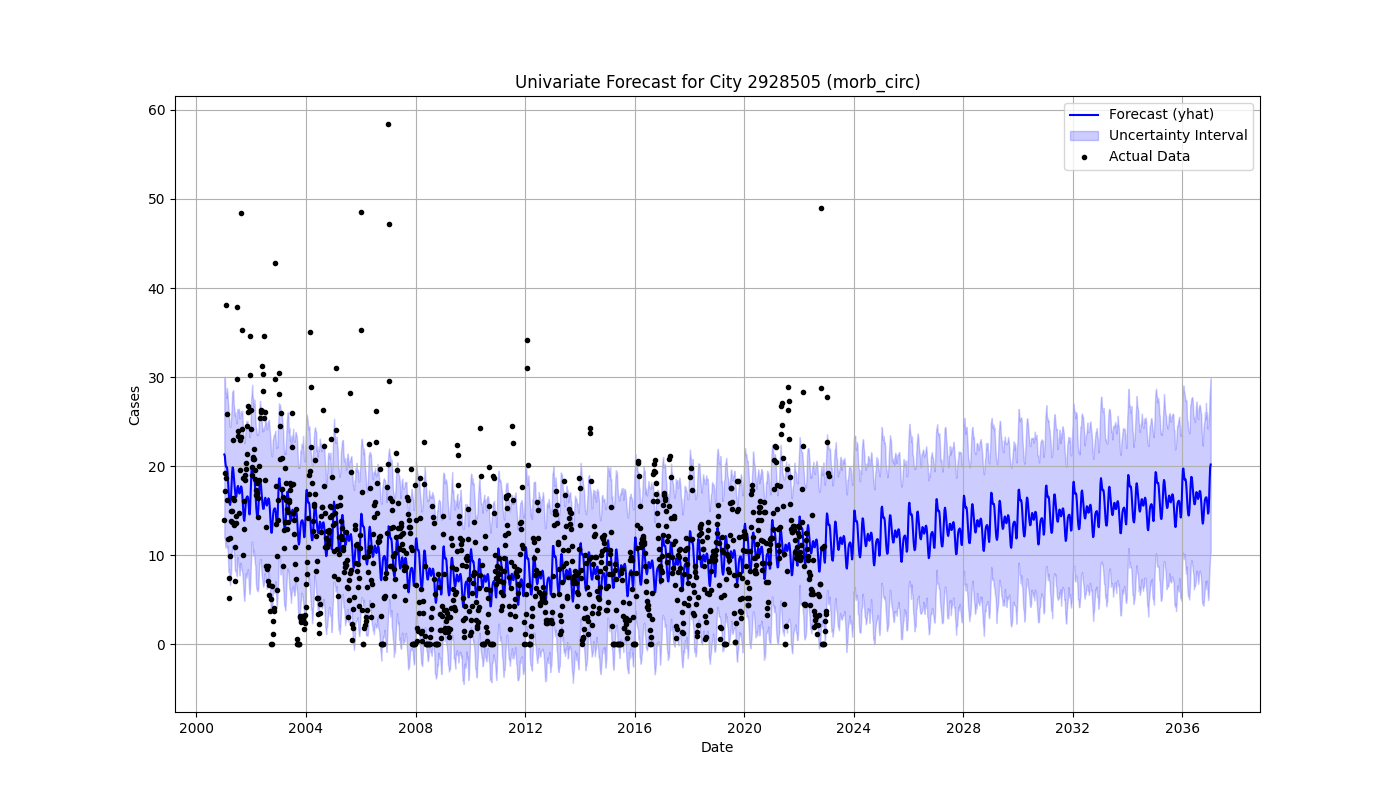 Univariate Forecast for City 2928505 (morb_circ)
Forecast (yhat)
Uncertainty Interval
Actual Data
60
50
40
30
20
10
0
Cases
2000 2004 2008 2012 2016 2020 2024 2028 2032 2036
Date